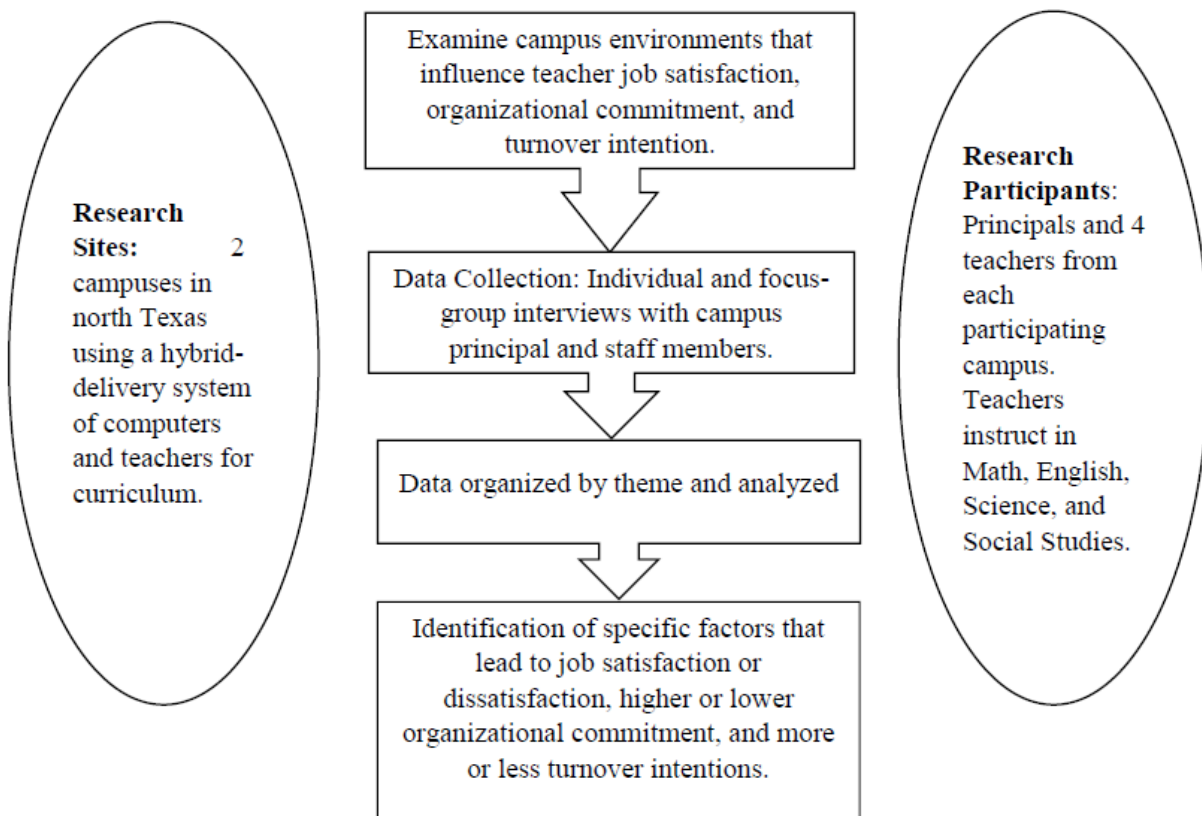 Research
Sites: 2
campuses in
north Texas
using a hybrid-
delivery system
of computers
and teachers for
curriculum.
Examine campus environments that
influence teacher job satisfaction,
organizational commitment, and
turnover intention.
Data Collection: Individual and focus-
group interviews with campus
principal and staff members.
Data organized by theme and analyzed
Identification of specific factors that
lead to job satisfaction or
dissatisfaction, higher or lower
organizational commitment, and more
or less turnover intentions.
Research
Participants:
Principals and 4
teachers from
each
participating
campus.
Teachers
instruct in
Math, English,
Science, and
Social Studies.